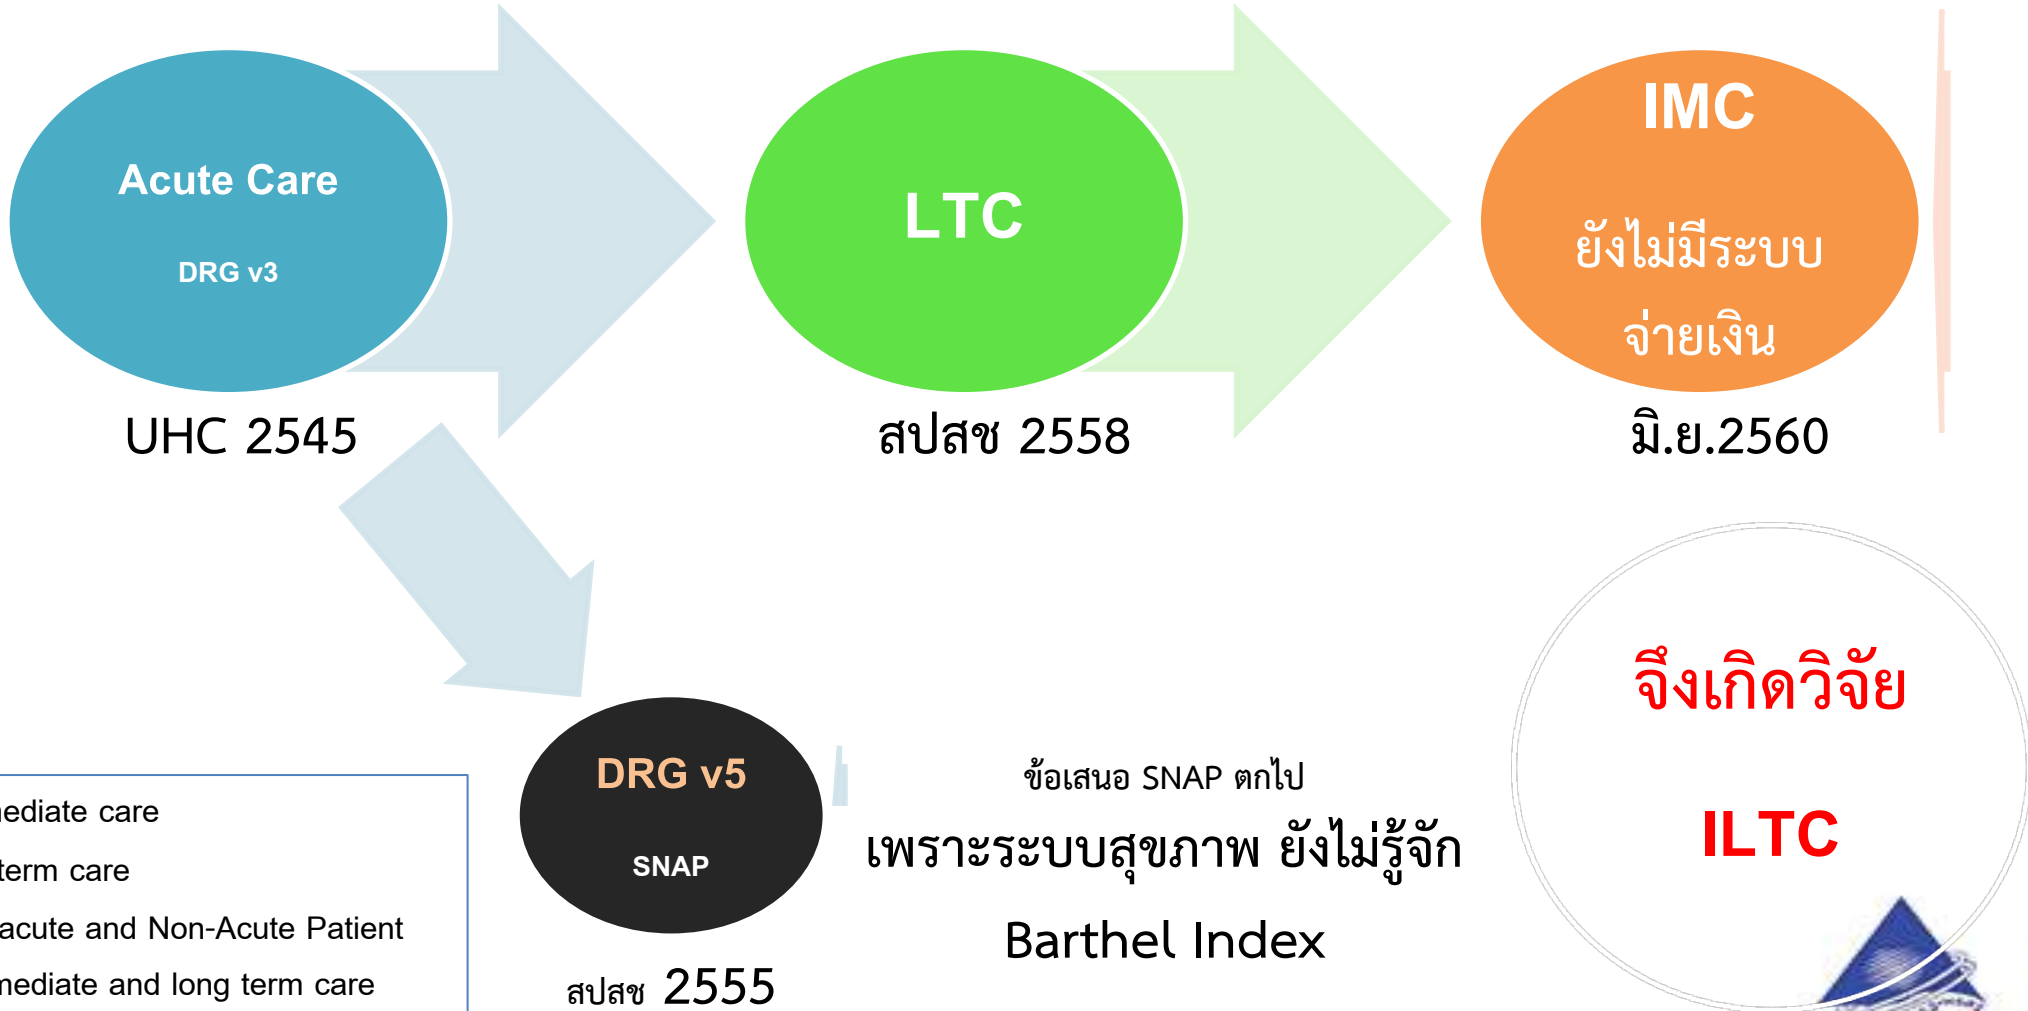 Acute Care
DRG v3
UHC 2545
LTC
สปสช 2558
IMC
ยังไม่มีระบบ
จ่ายเงิน
มิ.ย.2560
DRG v5
SNAP
สปสช 2555
ข้อเสนอ SNAP ตกไป
เพราะระบบสุขภาพ ยังไม่รู้จัก
Barthel Index
จึงเกิดวิจัย
ILTC
mediate care
term care
acute and Non-Acute Patient
mediate and long term care